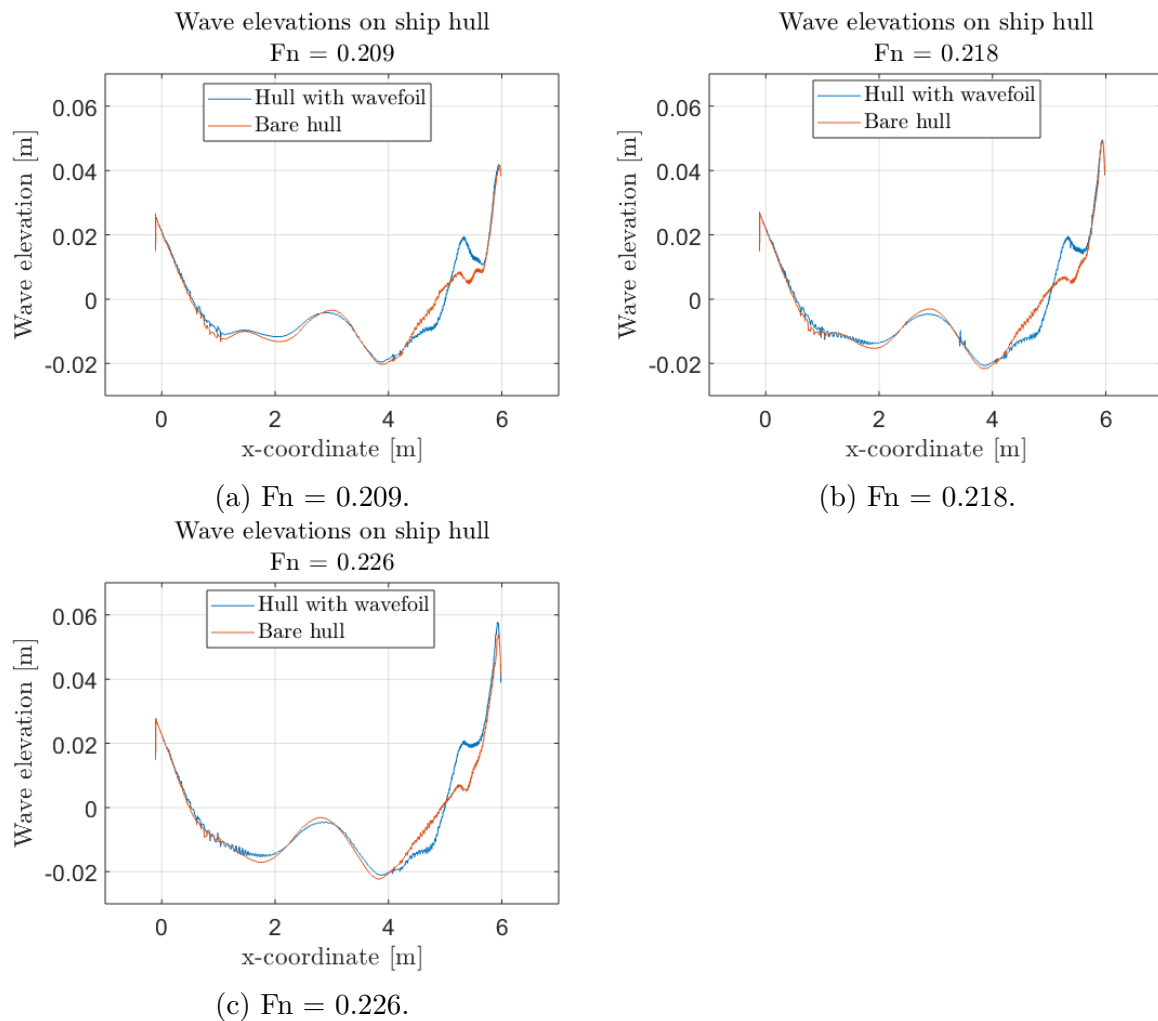 Wave elevations on ship hull
Fn = 0.209
Hull with wavefoil
Bare hull
Wave elevation [m]
0.06
0.04
0.02
0
-0.02
0 2 4 6
x-coordinate [m]
(a) Fn = 0.209.
Wave elevations on ship hull
Fn = 0.218
Hull with wavefoil
Bare hull
Wave elevation [m]
0.06
0.04
0.02
0
-0.02
0 2 4 6
x-coordinate [m]
(b) Fn = 0.218.
Wave elevations on ship hull
Fn = 0.226
Hull with wavefoil
Bare hull
Wave elevation [m]
0.06
0.04
0.02
0
-0.02
0 2 4 6
x-coordinate [m]
(c) Fn = 0.226.